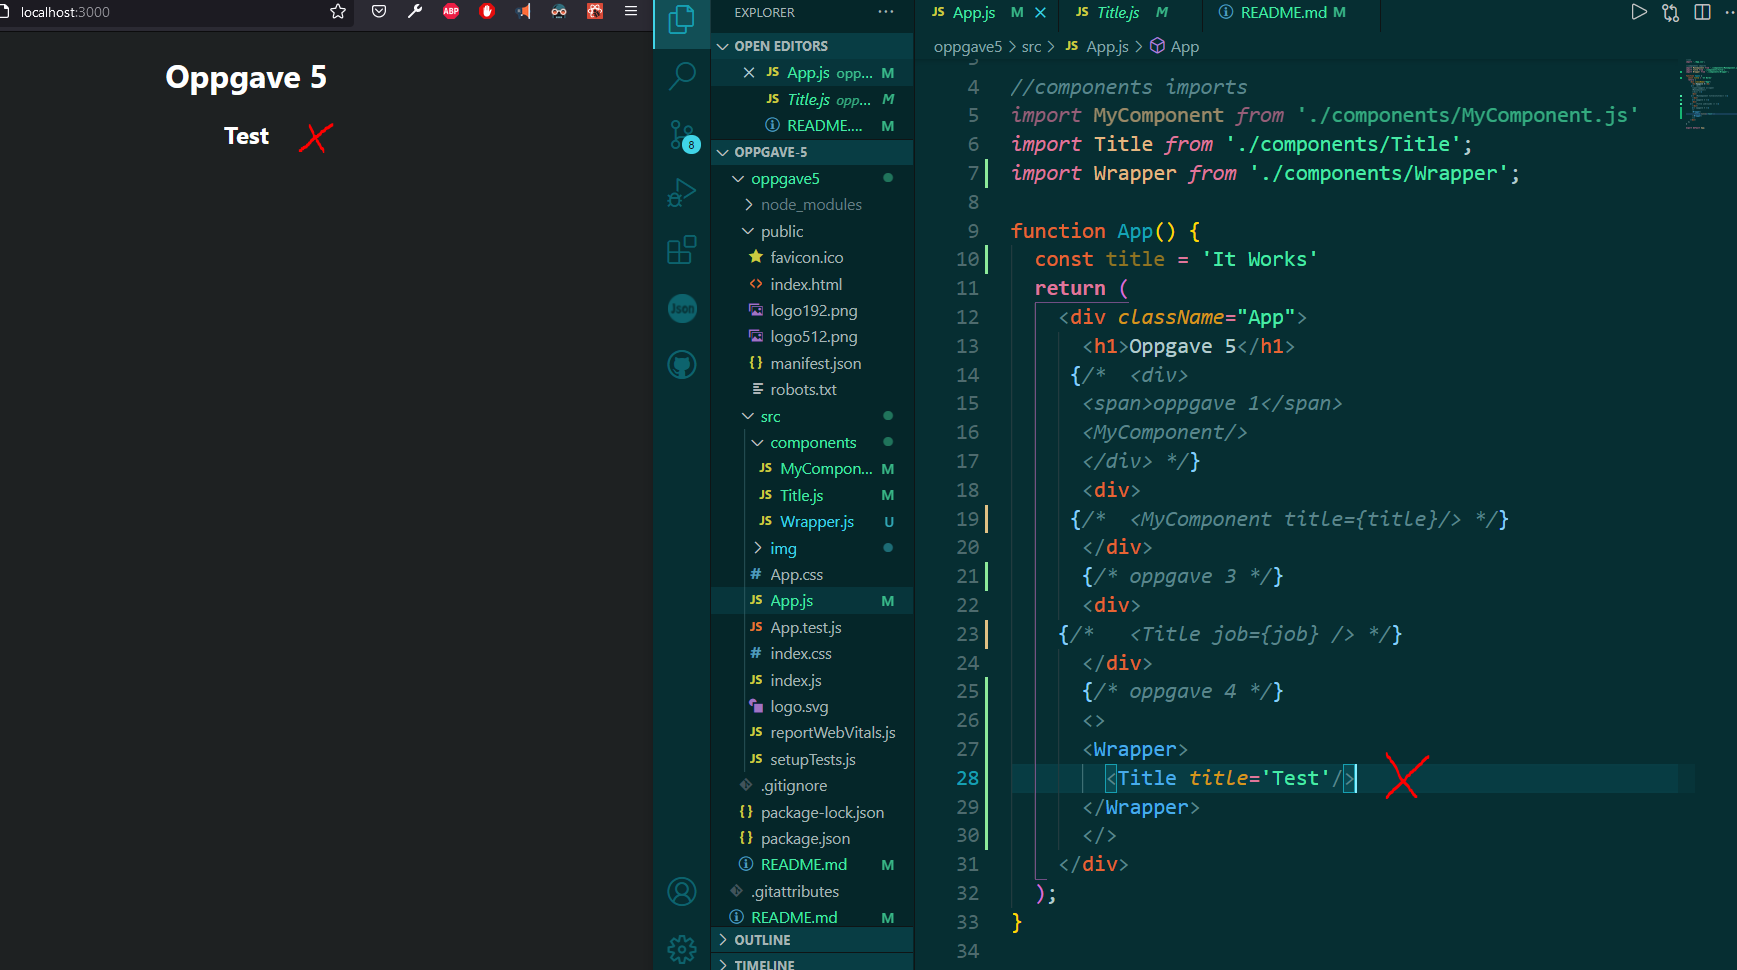 localhost:3000
ABP
Oppgave 5
Test
EXPLORER
OPEN EDITORS
JS App.js opp... M
JS Title.js opp... M
README.... M
8
OPPGAVE-5
oppgave5
node_modules
public
favicon.ico
index.html
logo192.png
logo512.png
manifest.json
robots.txt
Json
src
components
JS MyCompon... M
JS Title.js M
JS Wrapper.js U
img
# App.css
JS App.js M
JS App.test.js
# index.css
JS index.js
logo.svg
JS reportWebVitals.js
JS setupTests.js
.gitignore
{} package-lock.json
{} package.json
README.md M
.gitattributes
README.md M
OUTLINE
TIMELINE
JS App.js M
JS Title.js M
README.md M
oppgave5 > src > JS App.js > App
4 //components imports
5 import MyComponent from './components/MyComponent.js'
6 import Title from './components/Title';
7 import Wrapper from './components/Wrapper';
8
9 function App() {
10 const title = 'It Works'
11 return (
12 <div className="App">
13 <h1>Oppgave 5</h1>
14 {/* <div>
15 <span>oppgave 1</span>
16 <MyComponent/>
17 </div> */}
18 <div>
19 {/* <MyComponent title={title}/> */}
20 </div>
21 {/* oppgave 3 */}
22 <div>
23 {/* <Title job={job} /> */}
24 </div>
25 {/* oppgave 4 */}
26 <>
27 <Wrapper>
28 <Title title='Test'/>
29 </Wrapper>
30 </>
31 </div>
32 );
33 }
34